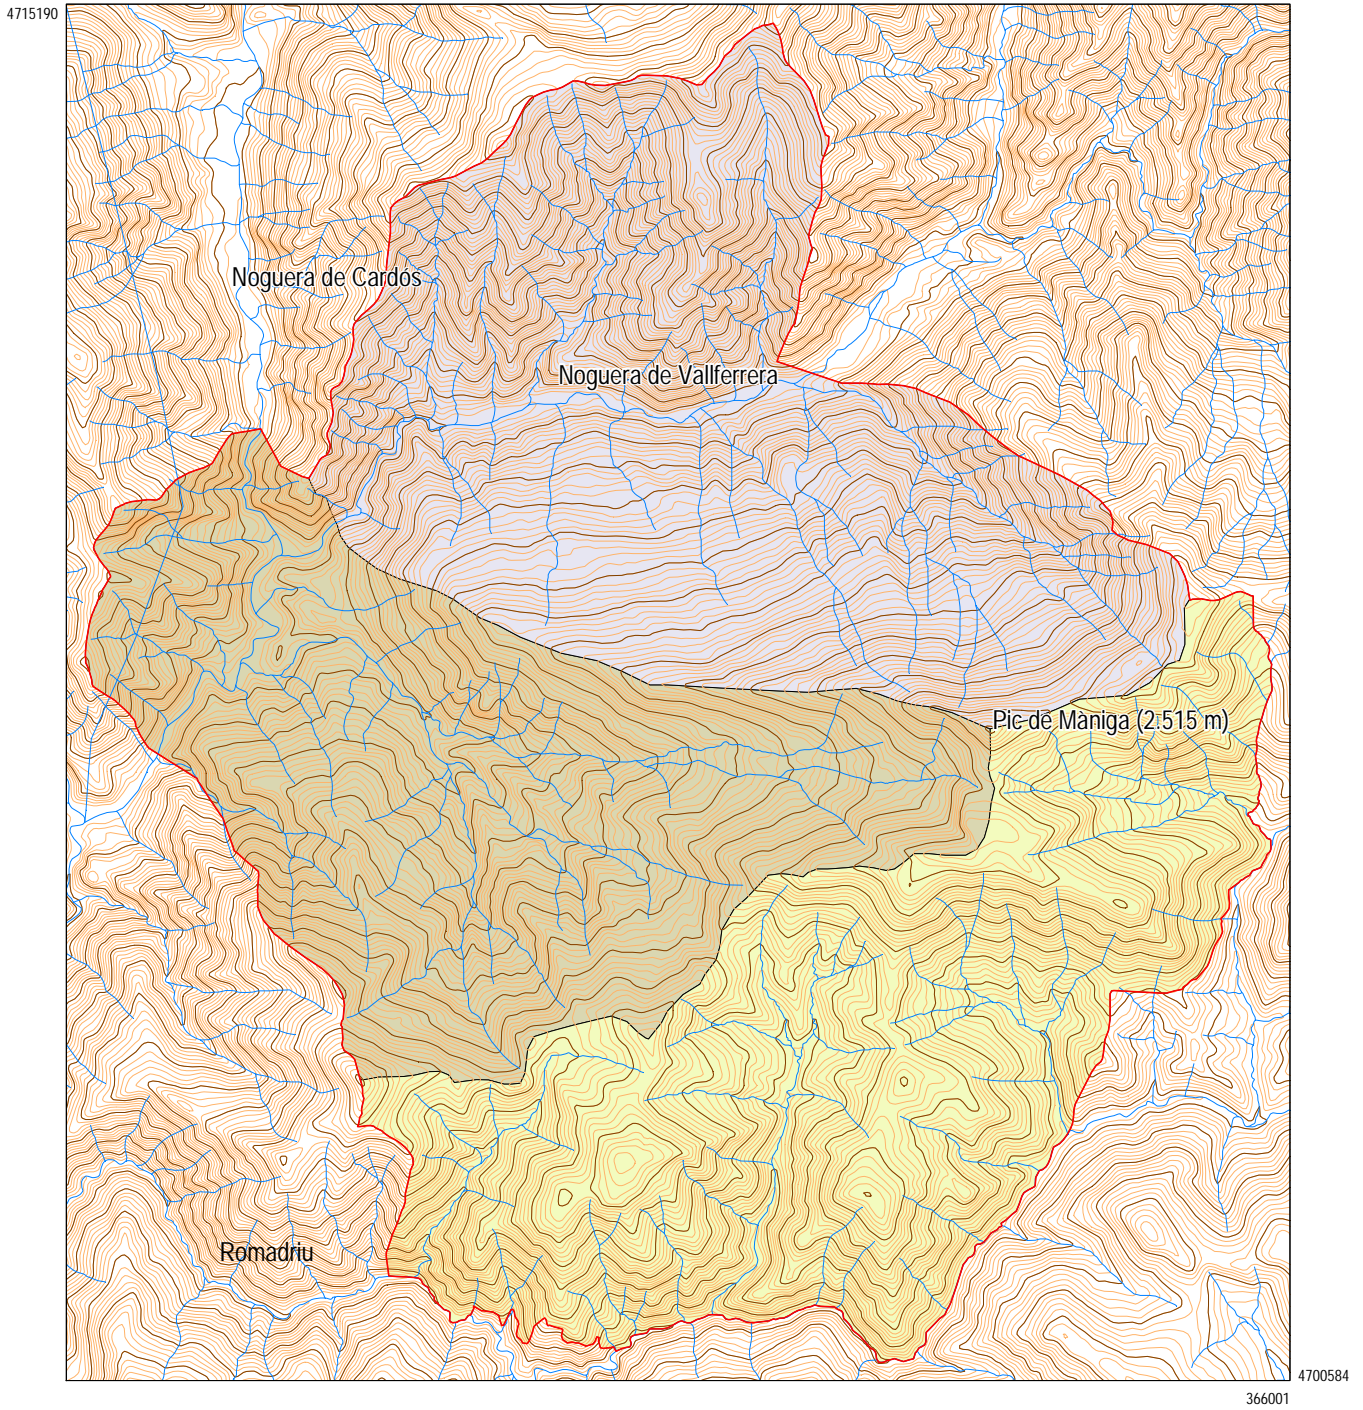 4715190
Noguera de Cardós
Noguera de Vallferrera
Pic de Màniga (2.515 m)
Romadriu
4700584
366001